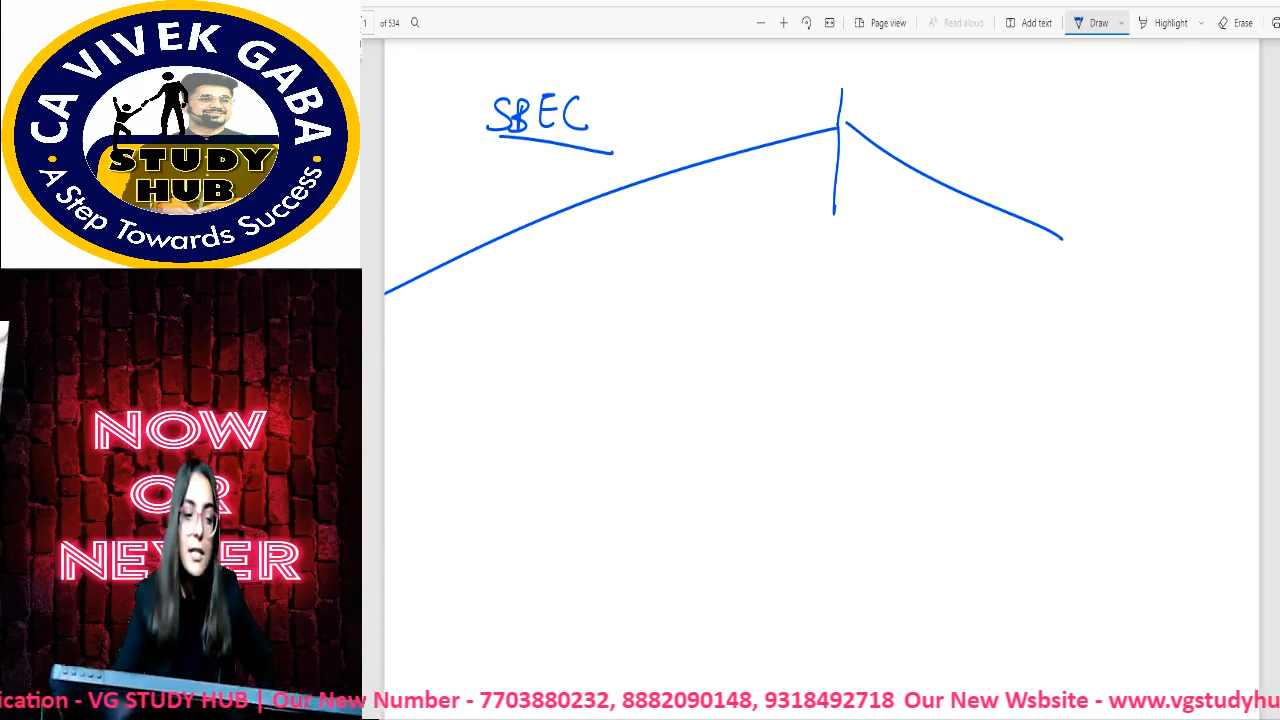 CA VIVEK GABA
STUDY
HUB
A Step Towards Success
NOW
OR
NEVER
1 of 534
Page view
Read aloud
Add text
Draw
Highlight
Erase
SBEC
ication - VG STUDY HUB | Our New Number - 7703880232, 8882090148, 9318492718 Our New Wsbsite - www.vgstudyhu